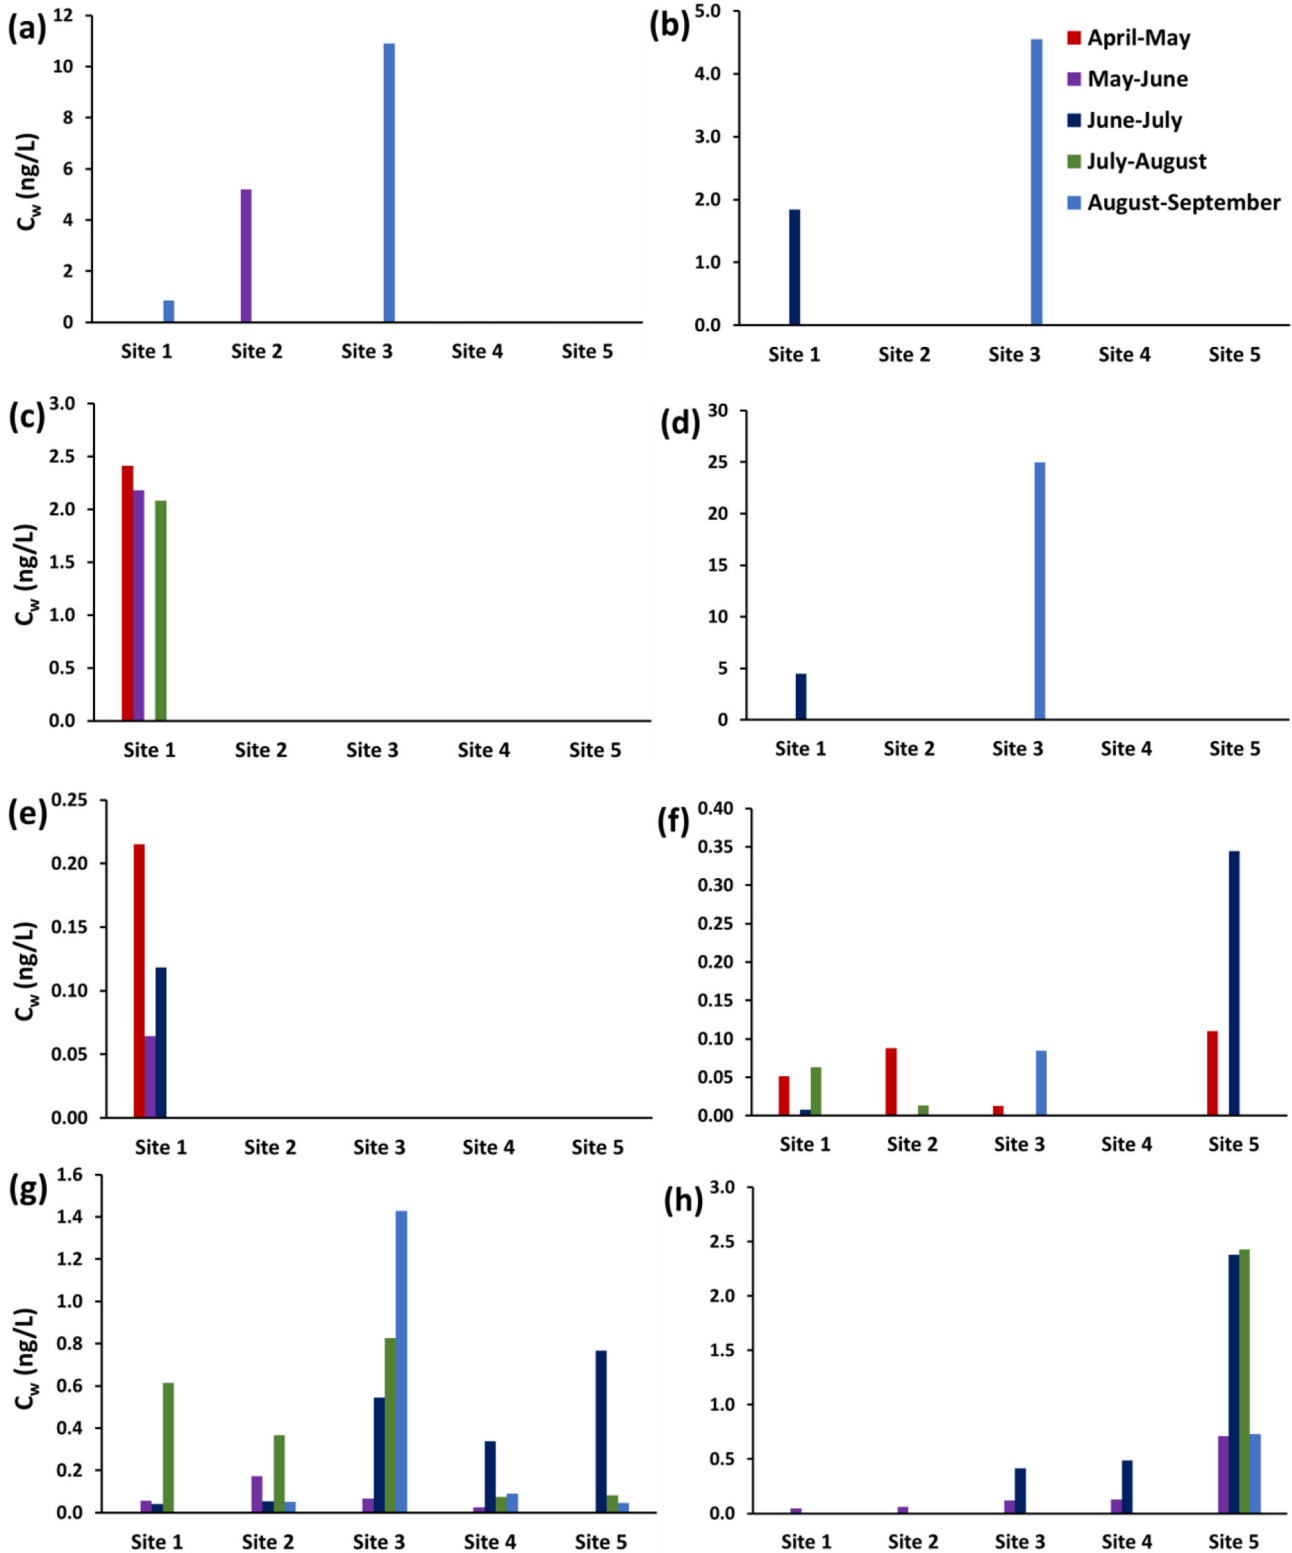 (a)
12
10
8
6
4
2
0
Cw (ng/L)
Site 1 Site 2 Site 3 Site 4 Site 5
(b)
5.0
4.0
3.0
2.0
1.0
0.0
April-May
May-June
June-July
July-August
August-September
Site 1 Site 2 Site 3 Site 4 Site 5
(c)
3.0
2.5
2.0
1.5
1.0
0.5
0.0
Cw (ng/L)
Site 1 Site 2 Site 3 Site 4 Site 5
(d)
30
25
20
15
10
5
0
Site 1 Site 2 Site 3 Site 4 Site 5
(e)
0.25
0.20
0.15
0.10
0.05
0.00
Cw (ng/L)
Site 1 Site 2 Site 3 Site 4 Site 5
(f)
0.40
0.35
0.30
0.25
0.20
0.15
0.10
0.05
0.00
Site 1 Site 2 Site 3 Site 4 Site 5
(g)
1.6
1.4
1.2
1.0
0.8
0.6
0.4
0.2
0.0
Cw (ng/L)
Site 1 Site 2 Site 3 Site 4 Site 5
(h)
3.0
2.5
2.0
1.5
1.0
0.5
0.0
Site 1 Site 2 Site 3 Site 4 Site 5